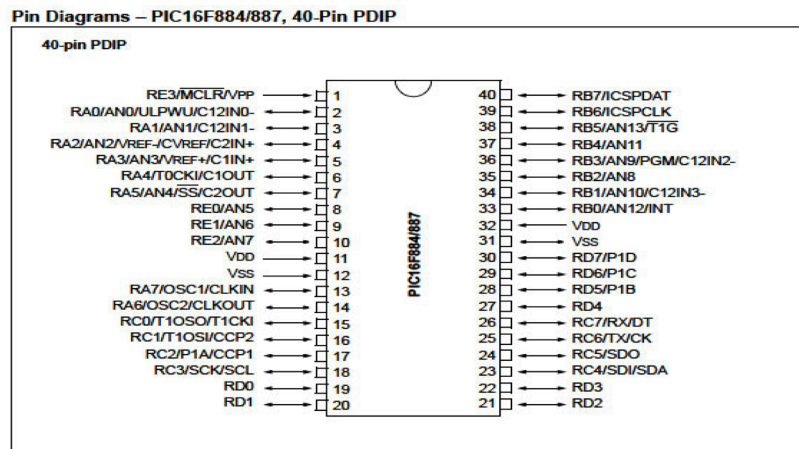 Pin Diagrams – PIC16F884/887, 40-Pin PDIP
40-pin PDIP
RE3/MCLR/VPP 1
RA0/AN0/ULPWU/C12IN0- 2
RA1/AN1/C12IN1- 3
RA2/AN2/VREF-/CVREF/C2IN+ 4
RA3/AN3/VREF+/C1IN+ 5
RA4/T0CKI/C1OUT 6
RA5/AN4/SS/C2OUT 7
RE0/AN5 8
RE1/AN6 9
RE2/AN7 10
VDD 11
VSS 12
RA7/OSC1/CLKIN 13
RA6/OSC2/CLKOUT 14
RC0/T1OSO/T1CKI 15
RC1/T1OSI/CCP2 16
RC2/P1A/CCP1 17
RC3/SCK/SCL 18
RD0 19
RD1 20
PIC16F884/887
40 RB7/ICSPDAT
39 RB6/ICSPCLK
38 RB5/AN13/T1G
37 RB4/AN11
36 RB3/AN9/PGM/C12IN2-
35 RB2/AN8
34 RB1/AN10/C12IN3-
33 RB0/AN12/INT
32 VDD
31 VSS
30 RD7/P1D
29 RD6/P1C
28 RD5/P1B
27 RD4
26 RC7/RX/DT
25 RC6/TX/CK
24 RC5/SDO
23 RC4/SDI/SDA
22 RD3
21 RD2